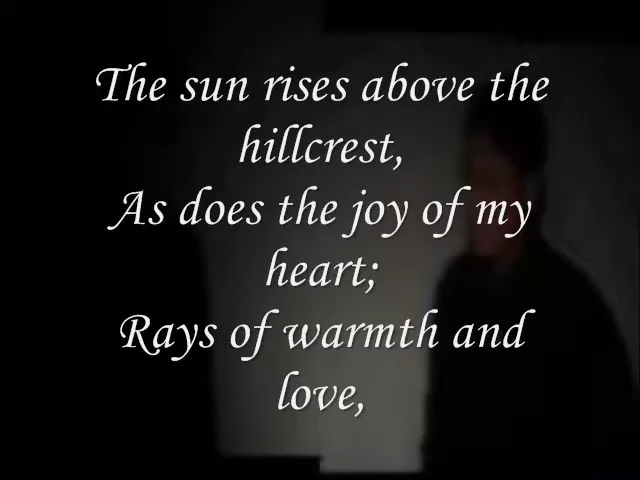 The sun rises above the
hillcrest,
As does the joy of my
heart;
Rays of warmth and
love,